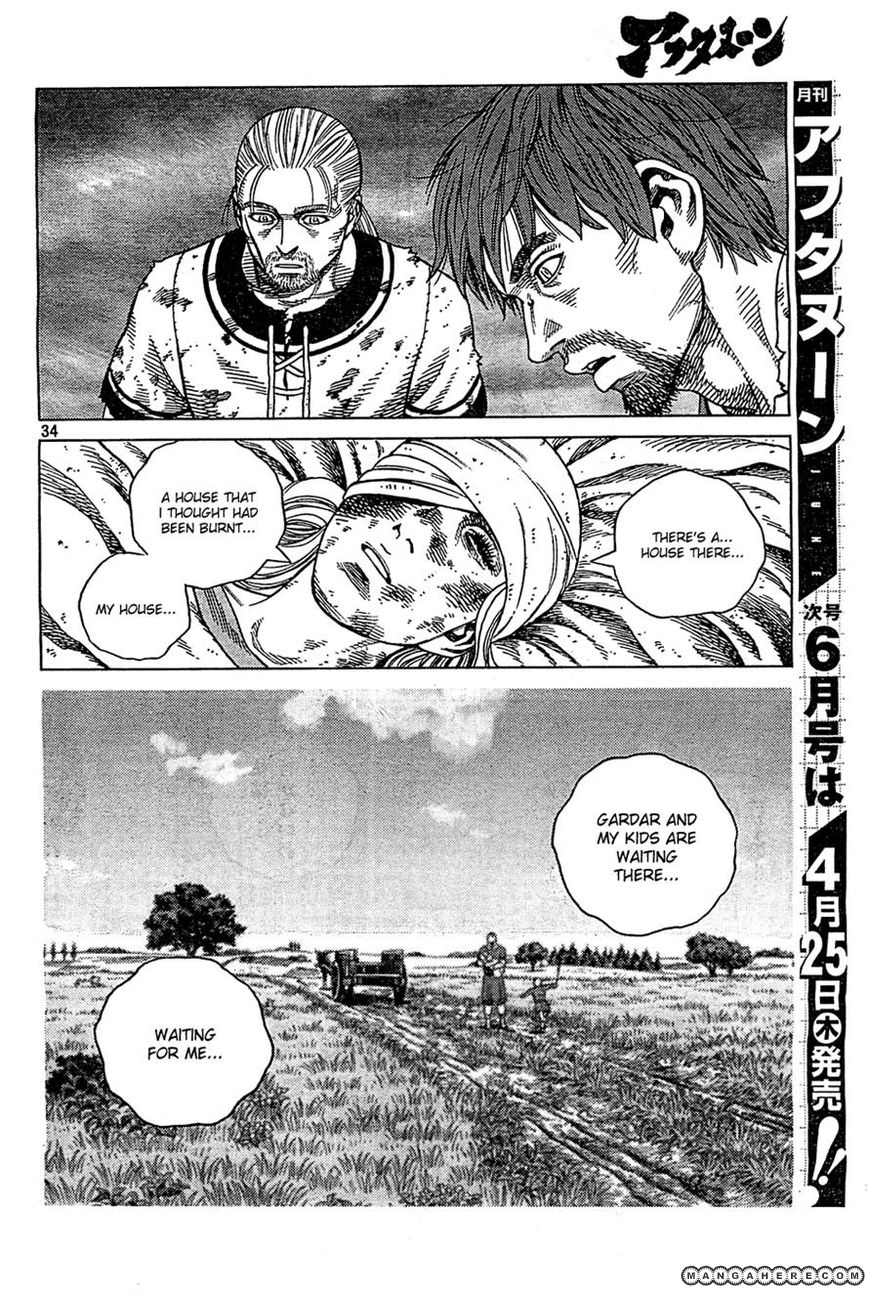 アフタヌーン
34
THERE'S A...
HOUSE THERE...
A HOUSE THAT
I THOUGHT HAD
BEEN BURNT...
MY HOUSE...
GARDAR AND
MY KIDS ARE
WAITING
THERE...
WAITING
FOR ME...
月刊
アフタヌーン
JUNE
次号
6月号は
4月25日㊍発売!!
MANGAHERE.COM